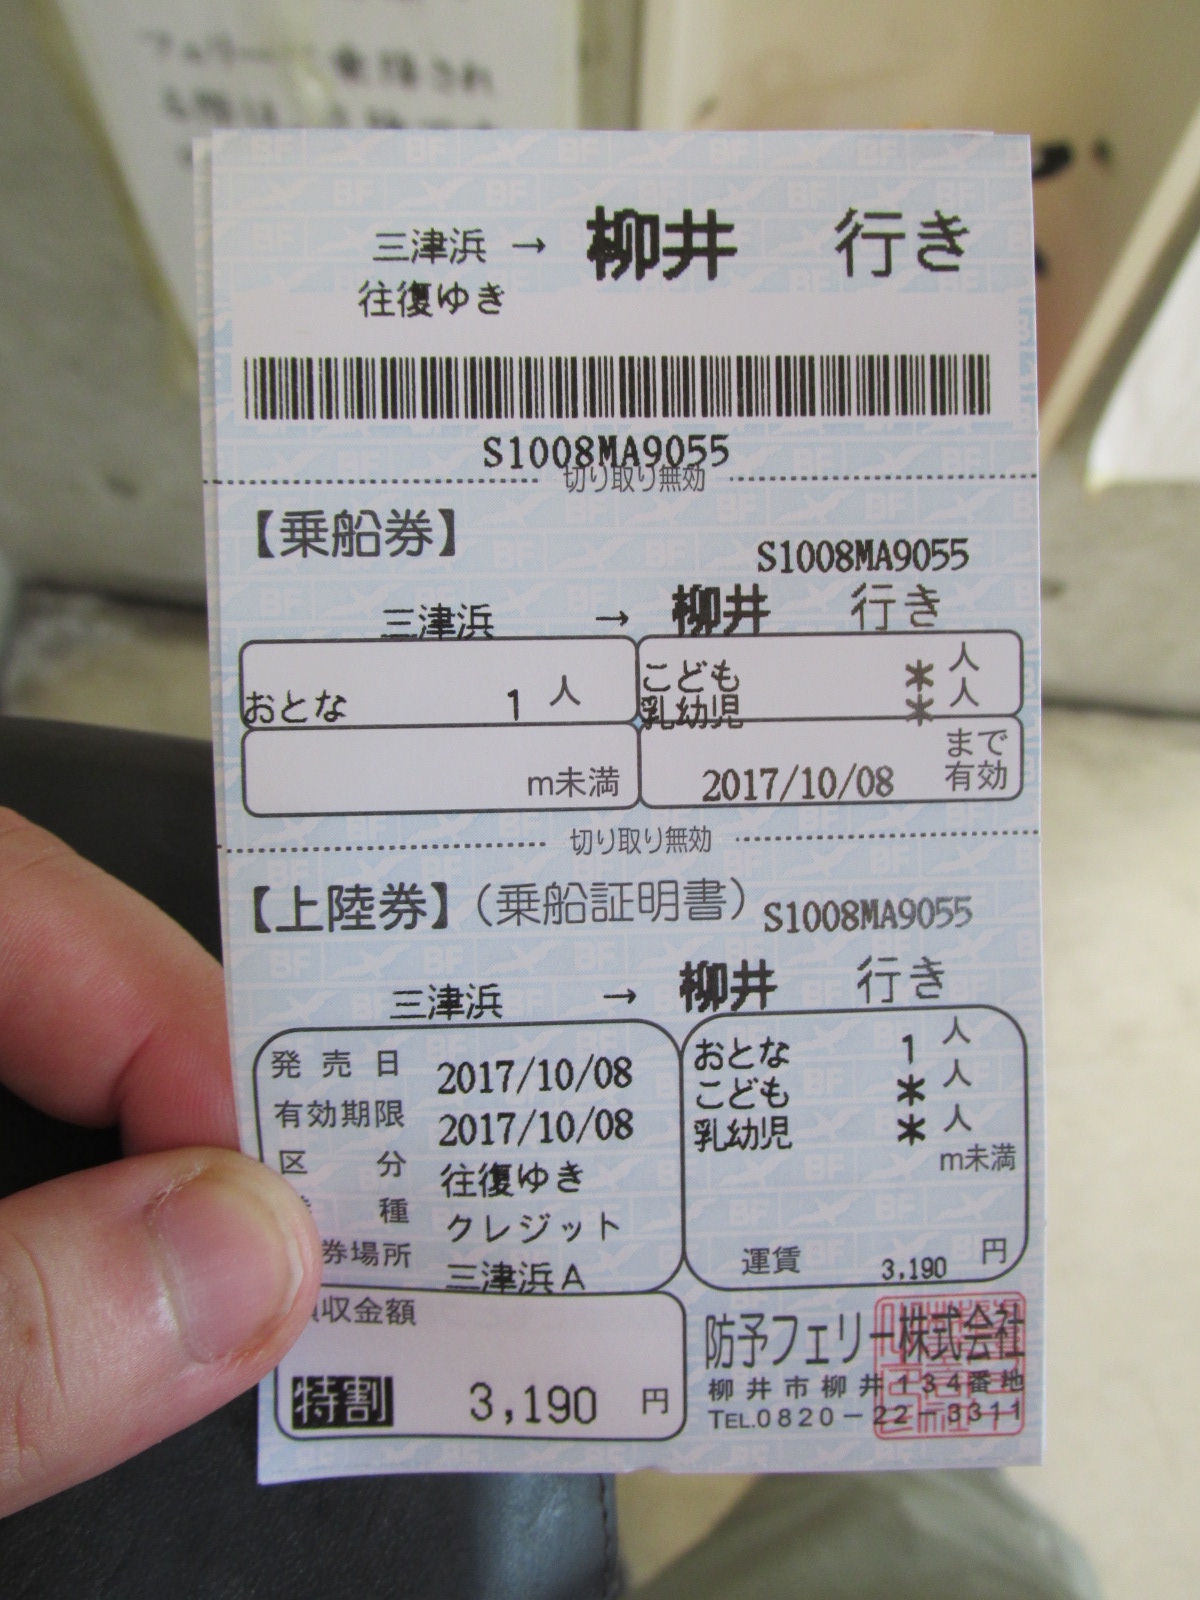 三津浜 → 柳井 行き
往復ゆき
S1008MA9055
切り取り無効
【乗船券】
S1008MA9055
三津浜 → 柳井 行き
おとな 1 人
こども * 人
乳幼児 * 人
m未満
2017/10/08 まで有効
切り取り無効
【上陸券】(乗船証明書) S1008MA9055
三津浜 → 柳井 行き
発売日 2017/10/08
有効期限 2017/10/08
区分 往復ゆき
種 クレジット
券場所 三津浜A
おとな 1 人
こども * 人
乳幼児 * 人
m未満
運賃 3,190 円
収金額
特割 3,190 円
防予フェリー株式会社
柳井市柳井134番地
TEL.0820-22-3311